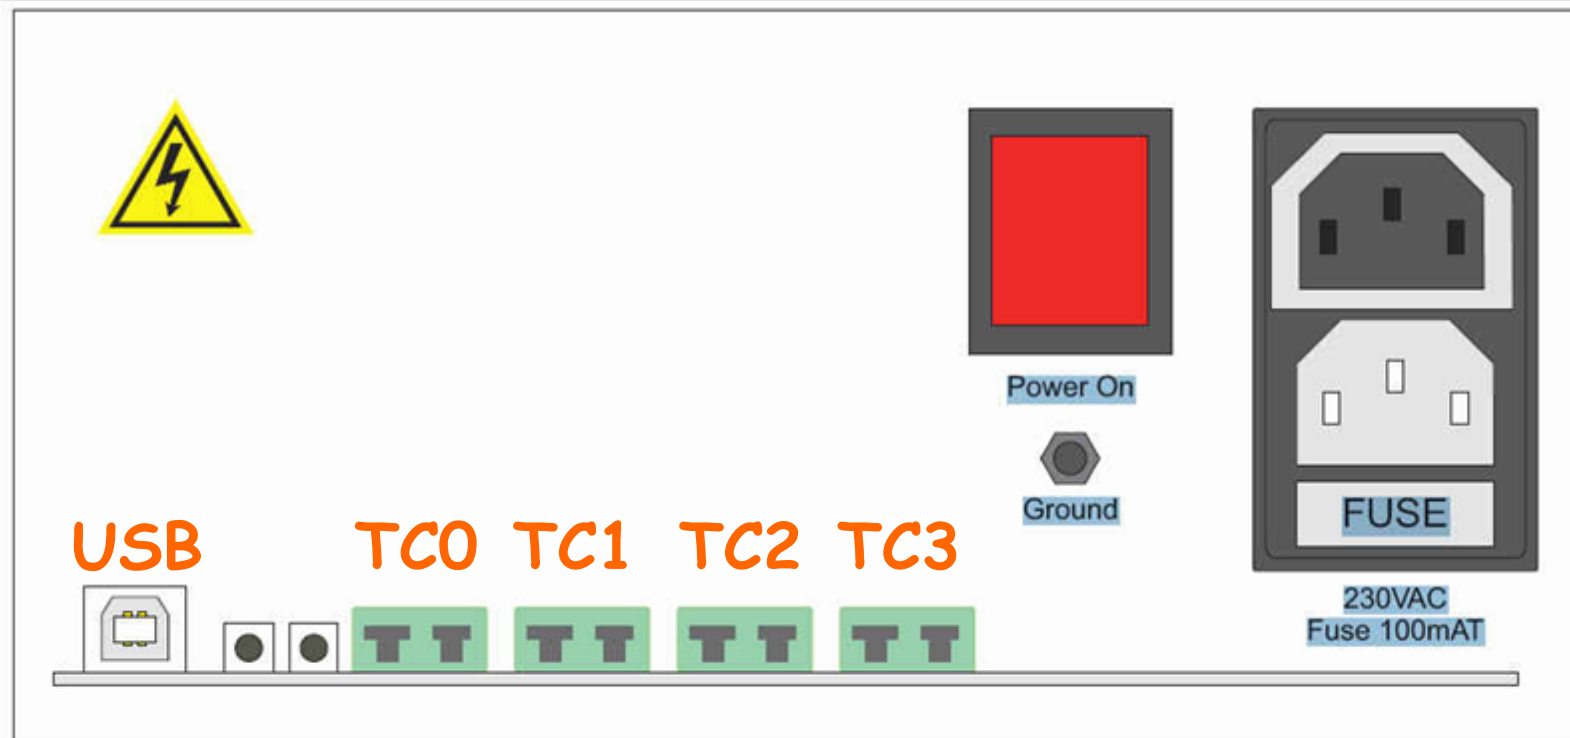 Power On
Ground
USB TC0 TC1 TC2 TC3
FUSE
230VAC
Fuse 100mAT